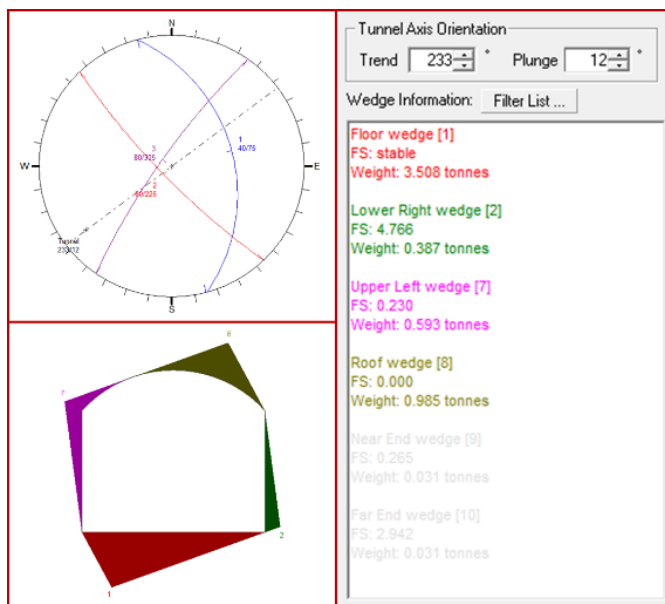 Tunnel Axis Orientation
Trend 233 ° Plunge 12 °
Wedge Information: Filter List ...
Floor wedge [1]
FS: stable
Weight: 3.508 tonnes
Lower Right wedge [2]
FS: 4.766
Weight: 0.387 tonnes
Upper Left wedge [7]
FS: 0.230
Weight: 0.593 tonnes
Roof wedge [8]
FS: 0.000
Weight: 0.985 tonnes
Near End wedge [9]
FS: 0.265
Weight: 0.031 tonnes
Far End wedge [10]
FS: 2.942
Weight: 0.031 tonnes
N
1
1
40/75
3
W
E
2
Tunnel
233/12
1
S
8
7
2
1